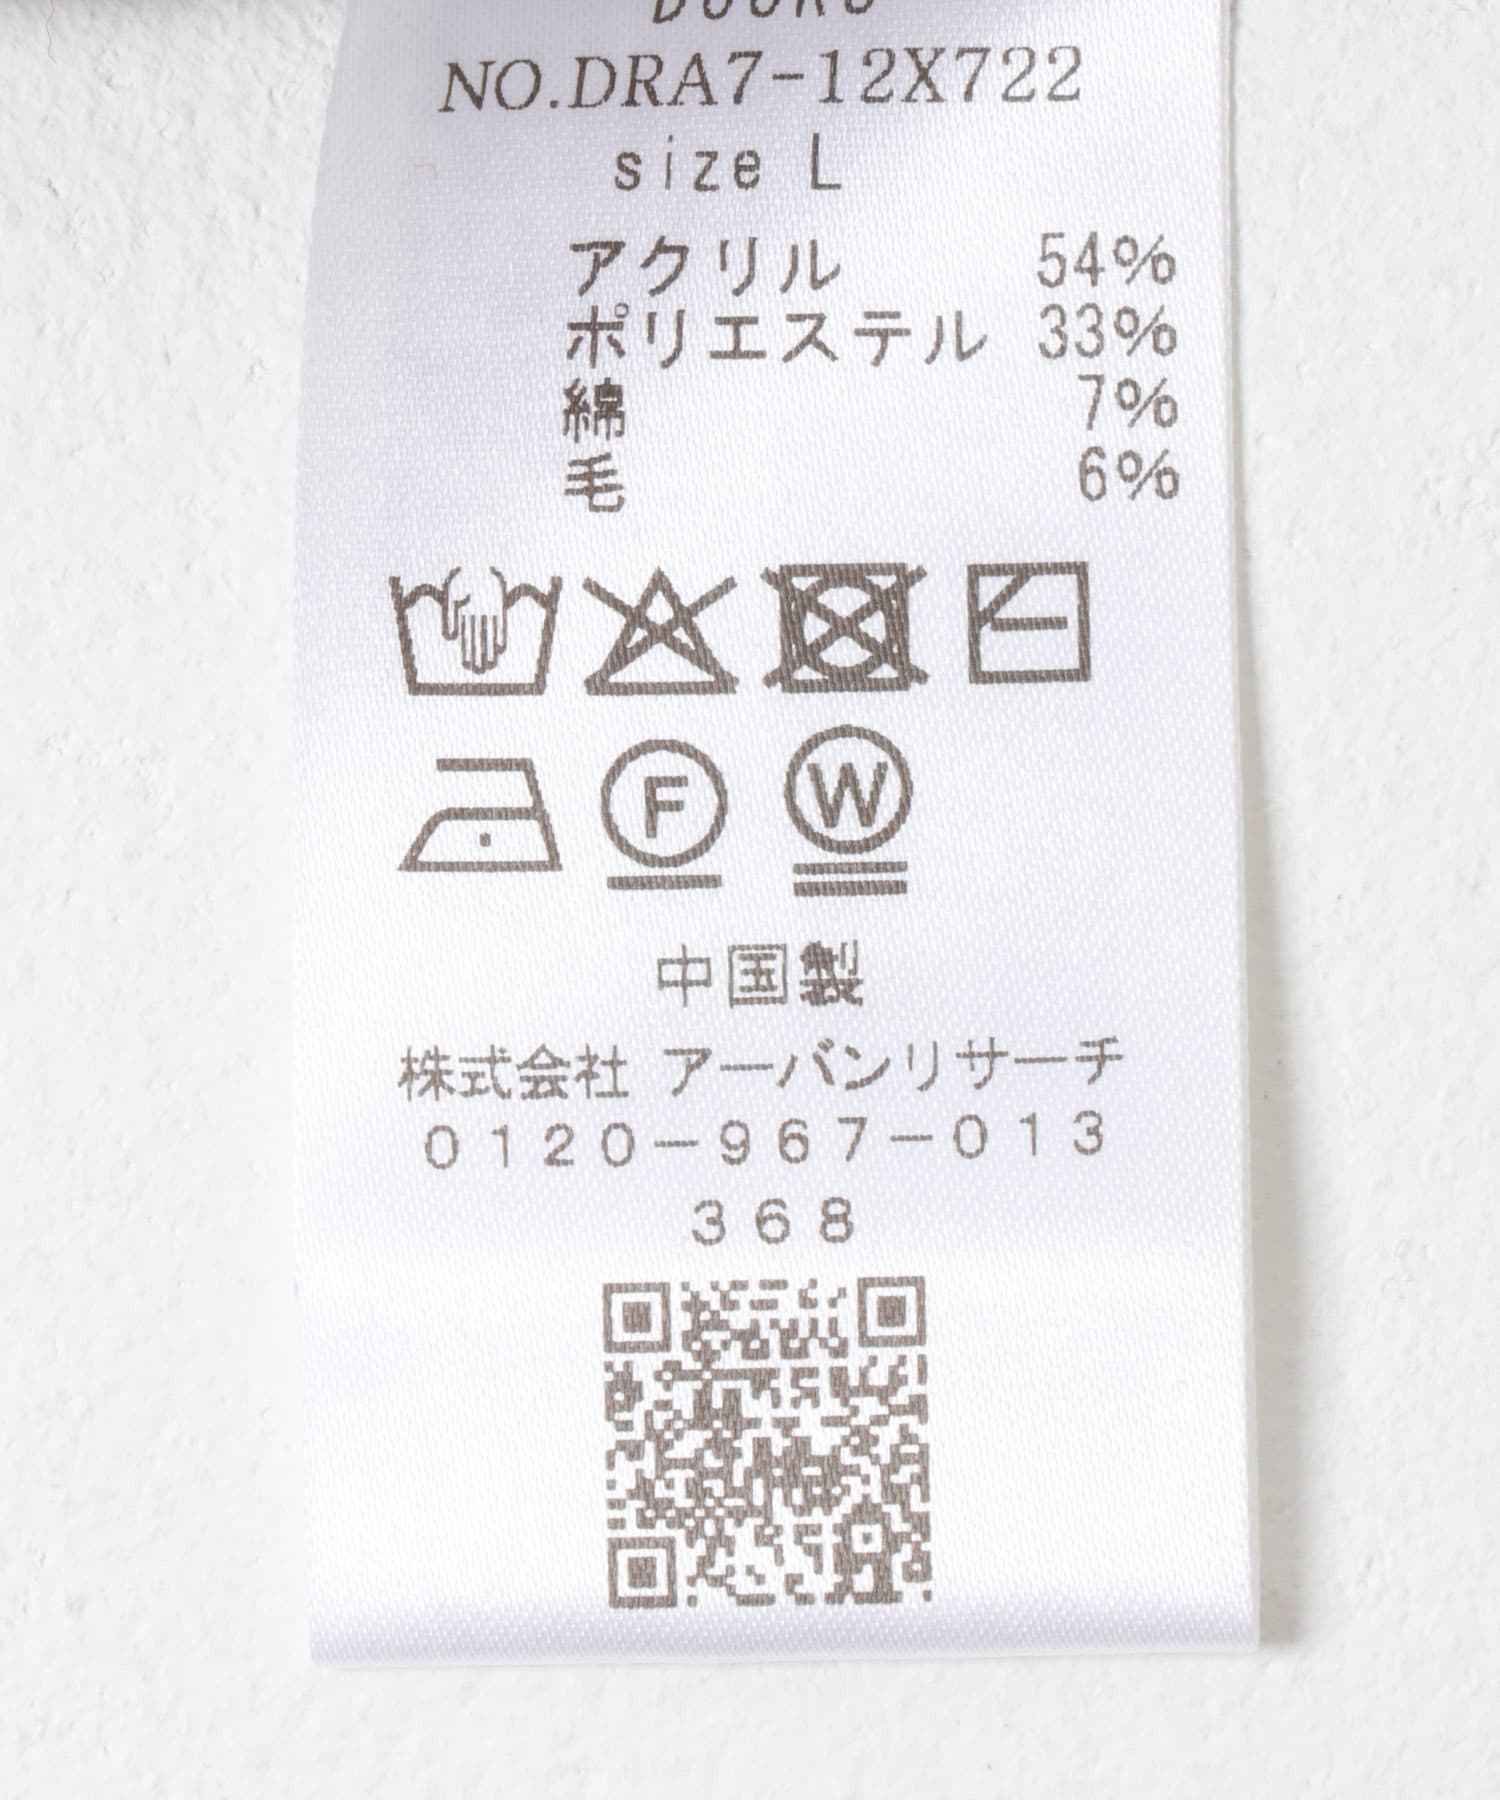 NO.DRA7-12X722
size L
アクリル 54%
ポリエステル 33%
綿 7%
毛 6%
F W
中国製
株式会社 アーバンリサーチ
0120-967-013
368